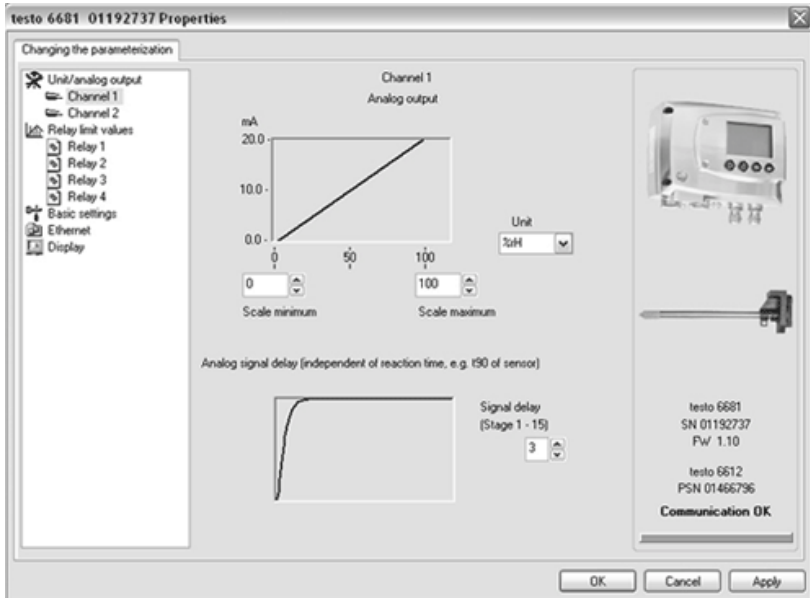 testo 6681 01192737 Properties
Changing the parameterization
Unit/analog output
Channel 1
Channel 2
Relay limit values
Relay 1
Relay 2
Relay 3
Relay 4
Basic settings
Ethernet
Display
Channel 1
Analog output
mA
20.0
10.0
0.0
0 50 100
Unit
%rH
0
100
Scale minimum
Scale maximum
Analog signal delay (independent of reaction time, e.g. t90 of sensor)
Signal delay
(Stage 1 - 15)
3
testo 6681
SN 01192737
FW 1.10
testo 6612
PSN 01466796
Communication OK
OK Cancel Apply